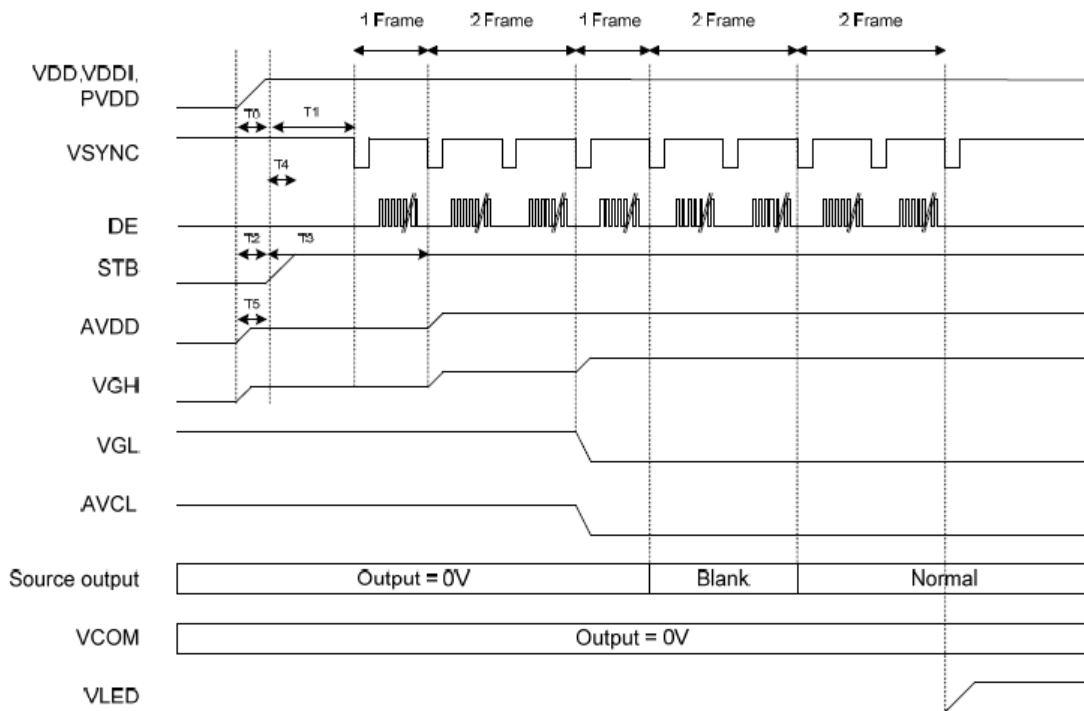 1 Frame 2 Frame 1 Frame 2 Frame 2 Frame
VDD,VDDI,
PVDD
T0 T1
VSYNC
T4
DE
T2 T3
STB
T5
AVDD
VGH
VGL
AVCL
Source output Output = 0V Blank Normal
VCOM Output = 0V
VLED